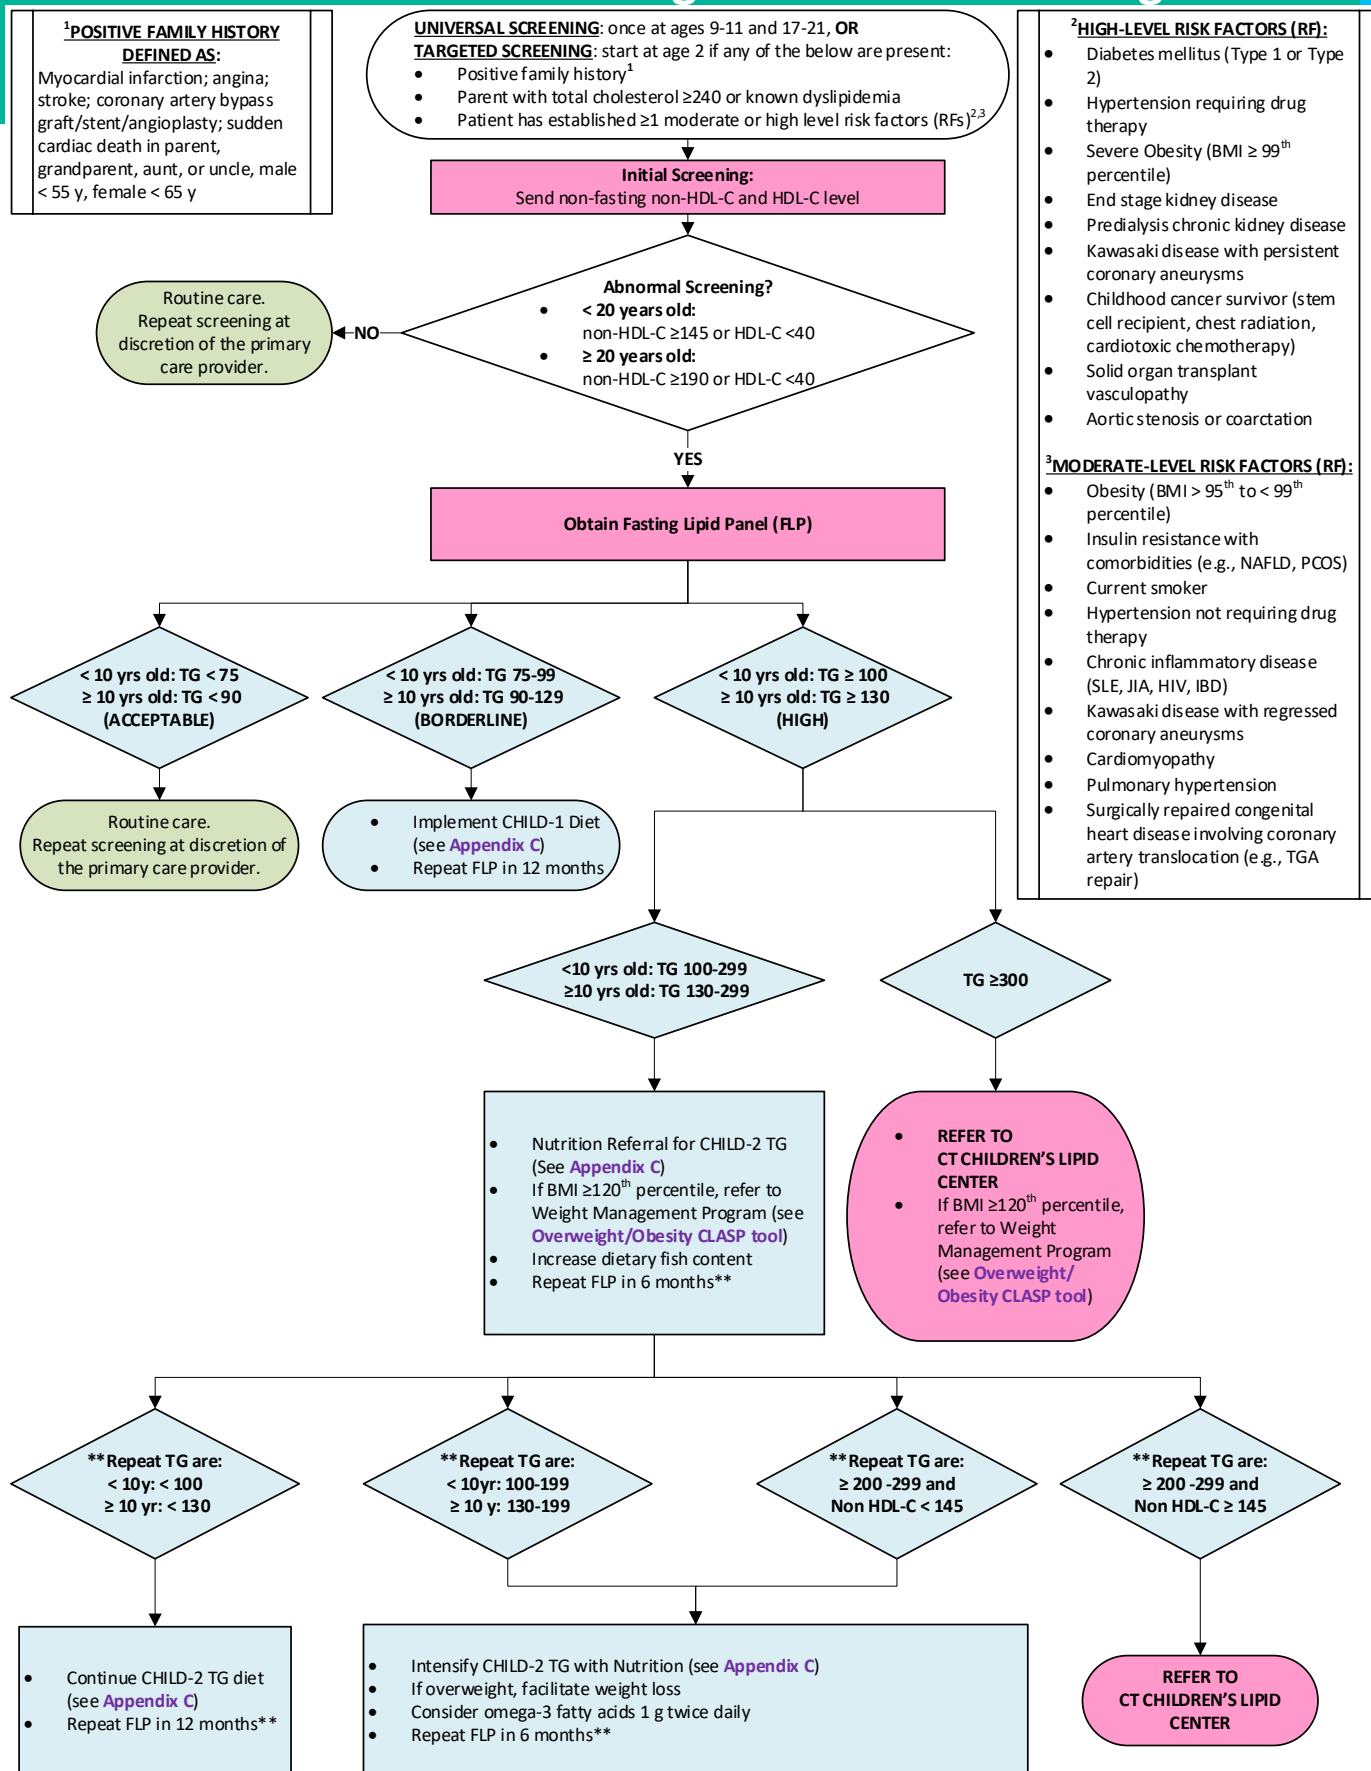 ¹POSITIVE FAMILY HISTORY
DEFINED AS:
Myocardial infarction; angina;
stroke; coronary artery bypass
graft/stent/angioplasty; sudden
cardiac death in parent,
grandparent, aunt, or uncle, male
< 55 y, female < 65 y
UNIVERSAL SCREENING: once at ages 9-11 and 17-21, OR
TARGETED SCREENING: start at age 2 if any of the below are present:
• Positive family history¹
• Parent with total cholesterol ≥240 or known dyslipidemia
• Patient has established ≥1 moderate or high level risk factors (RFs)²,³
²HIGH-LEVEL RISK FACTORS (RF):
• Diabetes mellitus (Type 1 or Type
2)
• Hypertension requiring drug
therapy
• Severe Obesity (BMI ≥ 99th
percentile)
• End stage kidney disease
• Predialysis chronic kidney disease
• Kawasaki disease with persistent
coronary aneurysms
• Childhood cancer survivor (stem
cell recipient, chest radiation,
cardiotoxic chemotherapy)
• Solid organ transplant
vasculopathy
• Aortic stenosis or coarctation
³MODERATE-LEVEL RISK FACTORS (RF):
• Obesity (BMI > 95th to < 99th
percentile)
• Insulin resistance with
comorbidities (e.g., NAFLD, PCOS)
• Current smoker
• Hypertension not requiring drug
therapy
• Chronic inflammatory disease
(SLE, JIA, HIV, IBD)
• Kawasaki disease with regressed
coronary aneurysms
• Cardiomyopathy
• Pulmonary hypertension
• Surgically repaired congenital
heart disease involving coronary
artery translocation (e.g., TGA
repair)
Initial Screening:
Send non-fasting non-HDL-C and HDL-C level
Abnormal Screening?
• < 20 years old:
non-HDL-C ≥145 or HDL-C <40
• ≥ 20 years old:
non-HDL-C ≥190 or HDL-C <40
NO
Routine care.
Repeat screening at
discretion of the primary
care provider.
YES
Obtain Fasting Lipid Panel (FLP)
< 10 yrs old: TG < 75
≥ 10 yrs old: TG < 90
(ACCEPTABLE)
< 10 yrs old: TG 75-99
≥ 10 yrs old: TG 90-129
(BORDERLINE)
< 10 yrs old: TG ≥ 100
≥ 10 yrs old: TG ≥ 130
(HIGH)
Routine care.
Repeat screening at discretion of
the primary care provider.
• Implement CHILD-1 Diet
(see Appendix C)
• Repeat FLP in 12 months
<10 yrs old: TG 100-299
≥10 yrs old: TG 130-299
TG ≥300
• Nutrition Referral for CHILD-2 TG
(See Appendix C)
• If BMI ≥120th percentile, refer to
Weight Management Program (see
Overweight/Obesity CLASP tool)
• Increase dietary fish content
• Repeat FLP in 6 months**
• REFER TO
CT CHILDREN'S LIPID
CENTER
• If BMI ≥120th percentile,
refer to Weight
Management Program
(see Overweight/
Obesity CLASP tool)
**Repeat TG are:
< 10y: < 100
≥ 10 yr: < 130
**Repeat TG are:
< 10yr: 100-199
≥ 10 y: 130-199
**Repeat TG are:
≥ 200 -299 and
Non HDL-C < 145
**Repeat TG are:
≥ 200 -299 and
Non HDL-C ≥ 145
• Continue CHILD-2 TG diet
(see Appendix C)
• Repeat FLP in 12 months**
• Intensify CHILD-2 TG with Nutrition (see Appendix C)
• If overweight, facilitate weight loss
• Consider omega-3 fatty acids 1 g twice daily
• Repeat FLP in 6 months**
REFER TO
CT CHILDREN'S LIPID
CENTER